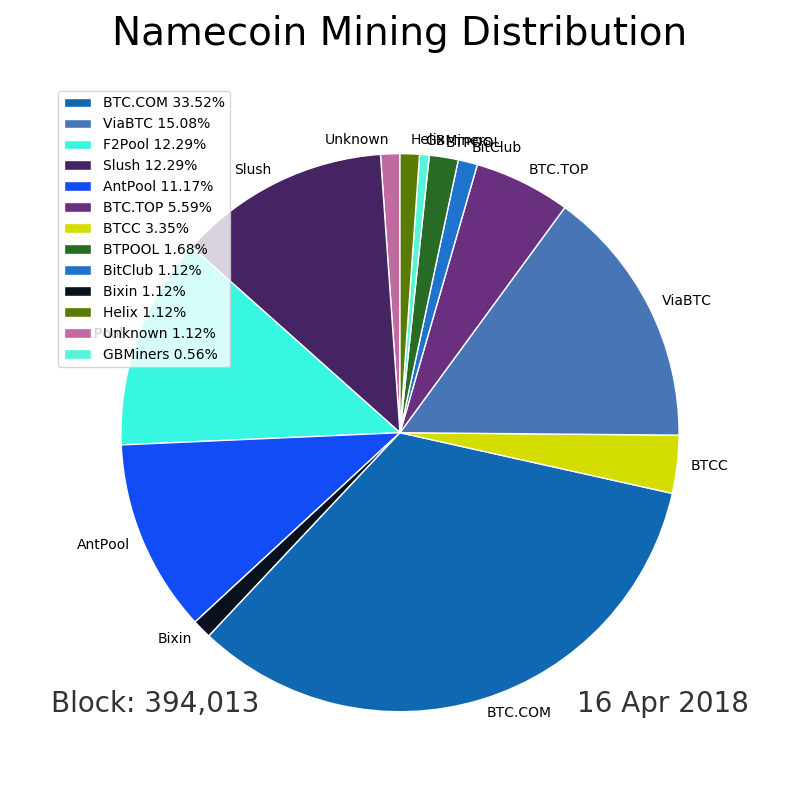 Namecoin Mining Distribution
BTC.COM 33.52%
ViaBTC 15.08%
F2Pool 12.29%
Slush 12.29%
AntPool 11.17%
BTC.TOP 5.59%
BTCC 3.35%
BTPOOL 1.68%
BitClub 1.12%
Bixin 1.12%
Helix 1.12%
Unknown 1.12%
GBMiners 0.56%
Unknown
Helix
GBMiners
BTPOOL
BitClub
Slush
BTC.TOP
ViaBTC
BTCC
AntPool
Bixin
BTC.COM
Block: 394,013
16 Apr 2018